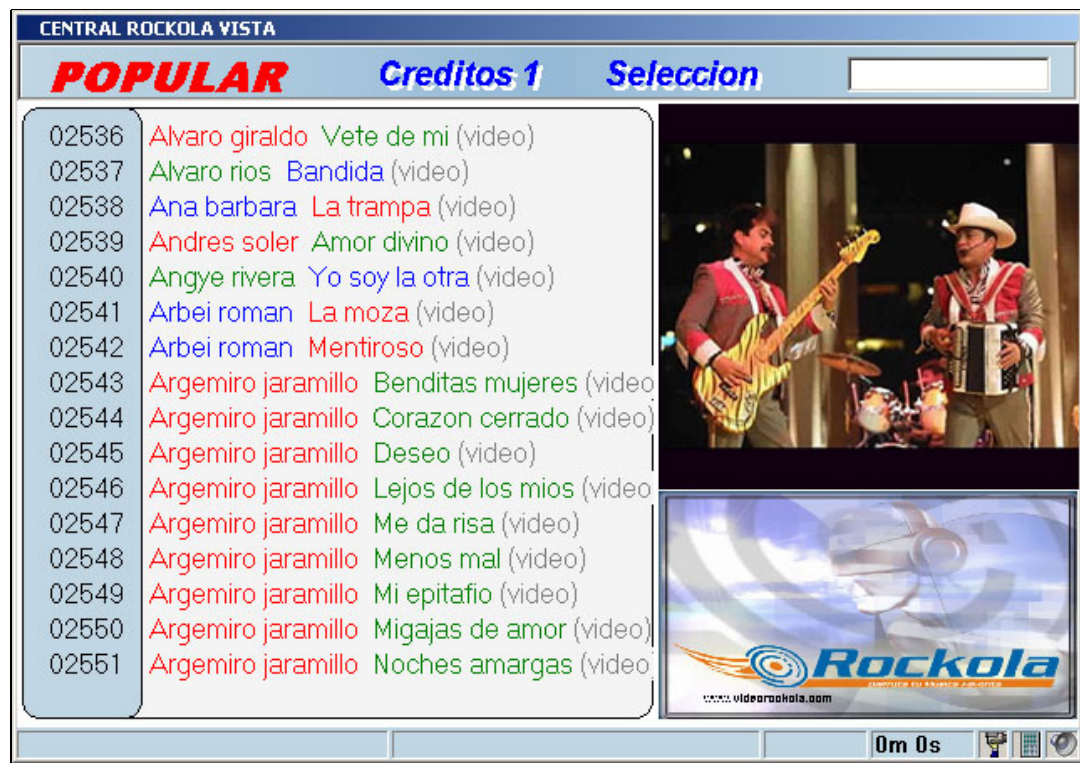 CENTRAL ROCKOLA VISTA
POPULAR Creditos 1 Seleccion
02536 Alvaro giraldo Vete de mi (video)
02537 Alvaro rios Bandida (video)
02538 Ana barbara La trampa (video)
02539 Andres soler Amor divino (video)
02540 Angye rivera Yo soy la otra (video)
02541 Arbei roman La moza (video)
02542 Arbei roman Mentiroso (video)
02543 Argemiro jaramillo Benditas mujeres (video
02544 Argemiro jaramillo Corazon cerrado (video)
02545 Argemiro jaramillo Deseo (video)
02546 Argemiro jaramillo Lejos de los mios (video
02547 Argemiro jaramillo Me da risa (video)
02548 Argemiro jaramillo Menos mal (video)
02549 Argemiro jaramillo Mi epitafio (video)
02550 Argemiro jaramillo Migajas de amor (video)
02551 Argemiro jaramillo Noches amargas (video
Rockola
www.videorockola.com
0m 0s